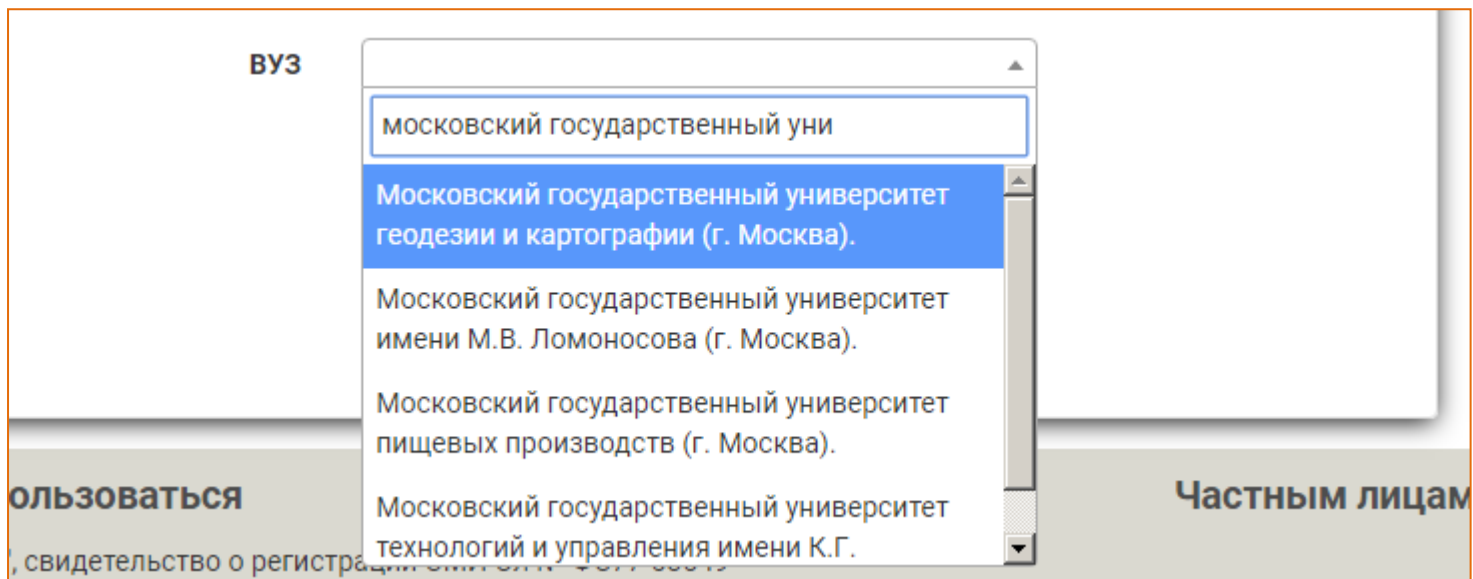 ВУЗ
московский государственный уни
Московский государственный университет
геодезии и картографии (г. Москва).
Московский государственный университет
имени М.В. Ломоносова (г. Москва).
Московский государственный университет
пищевых производств (г. Москва).
ользоваться
Частным лицам
Московский государственный университет
технологий и управления имени К.Г.
, свидетельство о регистрации